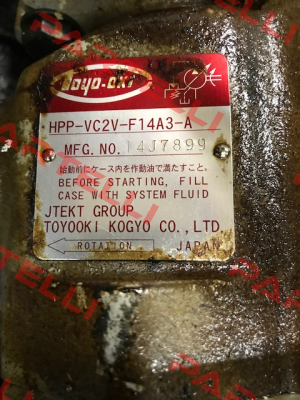 toyo-oki
HPP-VC2V-F14A3-A
MFG. NO. 14J7899
始動前にケース内を作動油で満たすこと。
BEFORE STARTING, FILL
CASE WITH SYSTEM FLUID
JTEKT GROUP
TOYOOKI KOGYO CO., LTD.
ROTATION JAPAN